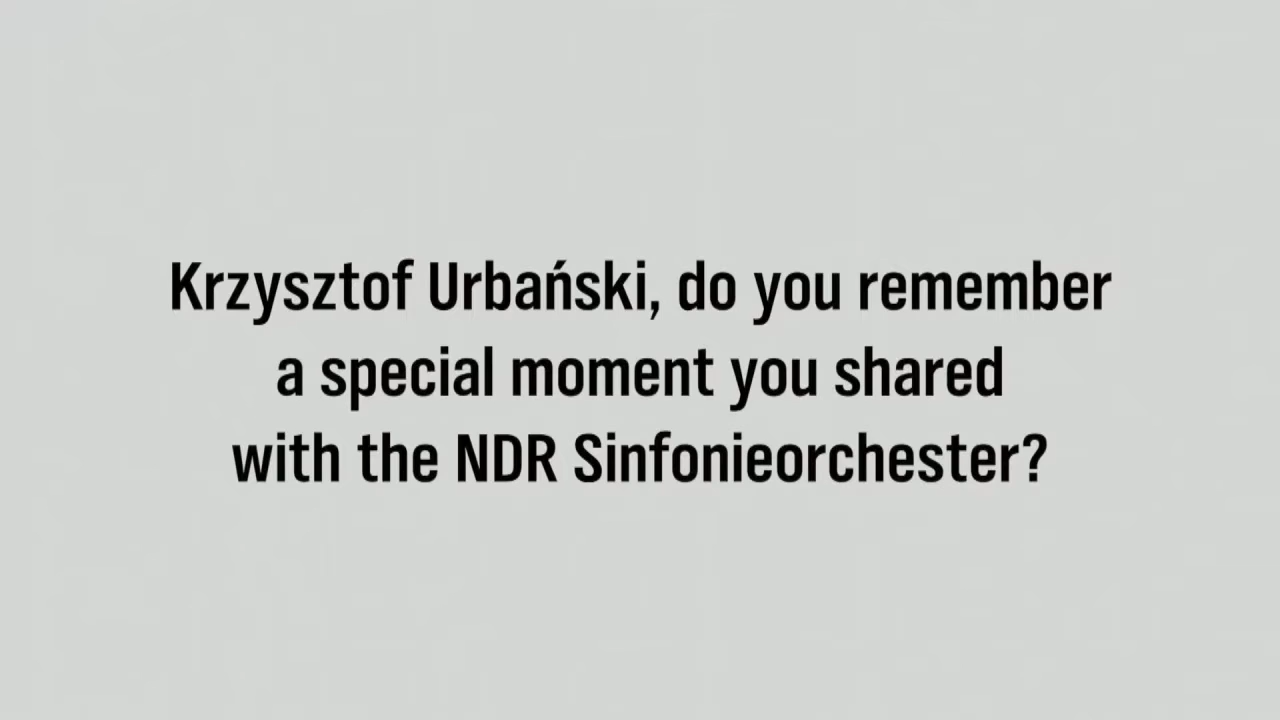 Krzysztof Urbański, do you remember
a special moment you shared
with the NDR Sinfonieorchester?